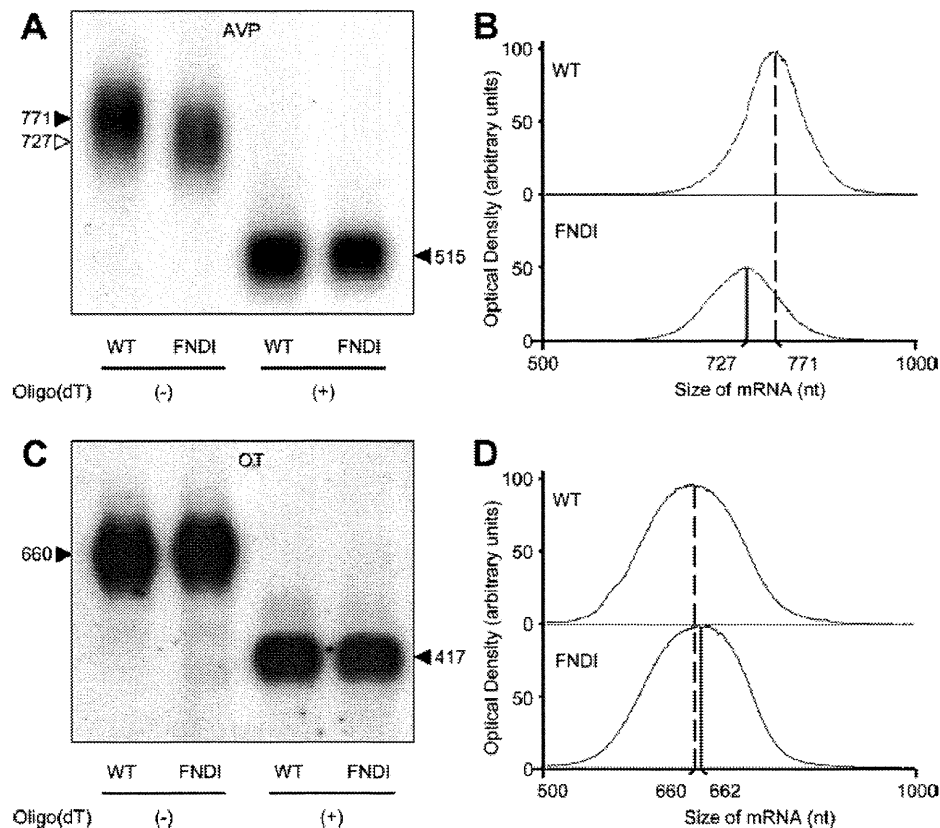 A
AVP
771
727
515
WT FNDI WT FNDI
Oligo(dT) (-) (+)
B
100
WT
50
0
FNDI
50
0
Optical Density (arbitrary units)
500 727 771 1000
Size of mRNA (nt)
C
OT
660
417
WT FNDI WT FNDI
Oligo(dT) (-) (+)
D
100
WT
50
0
FNDI
50
0
Optical Density (arbitrary units)
500 660 662 1000
Size of mRNA (nt)